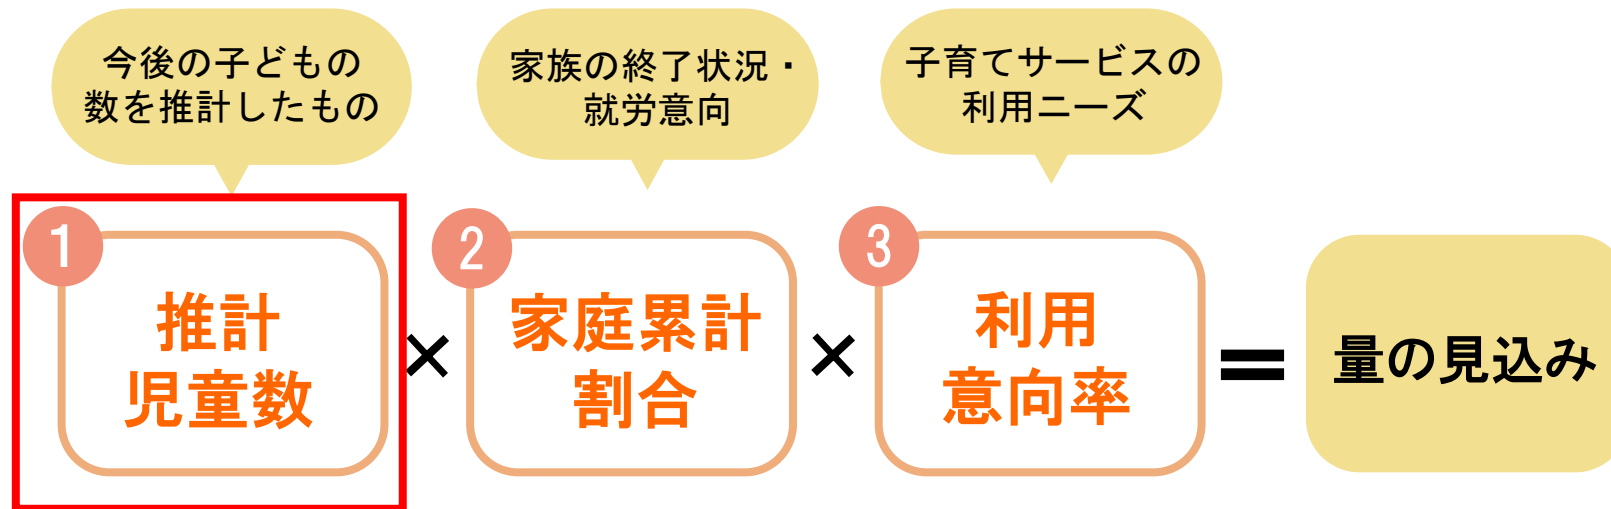 今後の子どもの
数を推計したもの
家族の終了状況・
就労意向
子育てサービスの
利用ニーズ
1
推計
児童数
×
2
家庭累計
割合
×
3
利用
意向率
＝
量の見込み